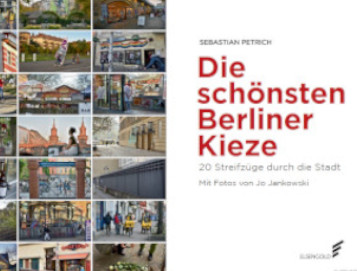 SEBASTIAN PETRICH
Die
schönsten
Berliner
Kieze
20 Streifzüge durch die Stadt
Mit Fotos von Jo Jankowski
ELSENGOLD